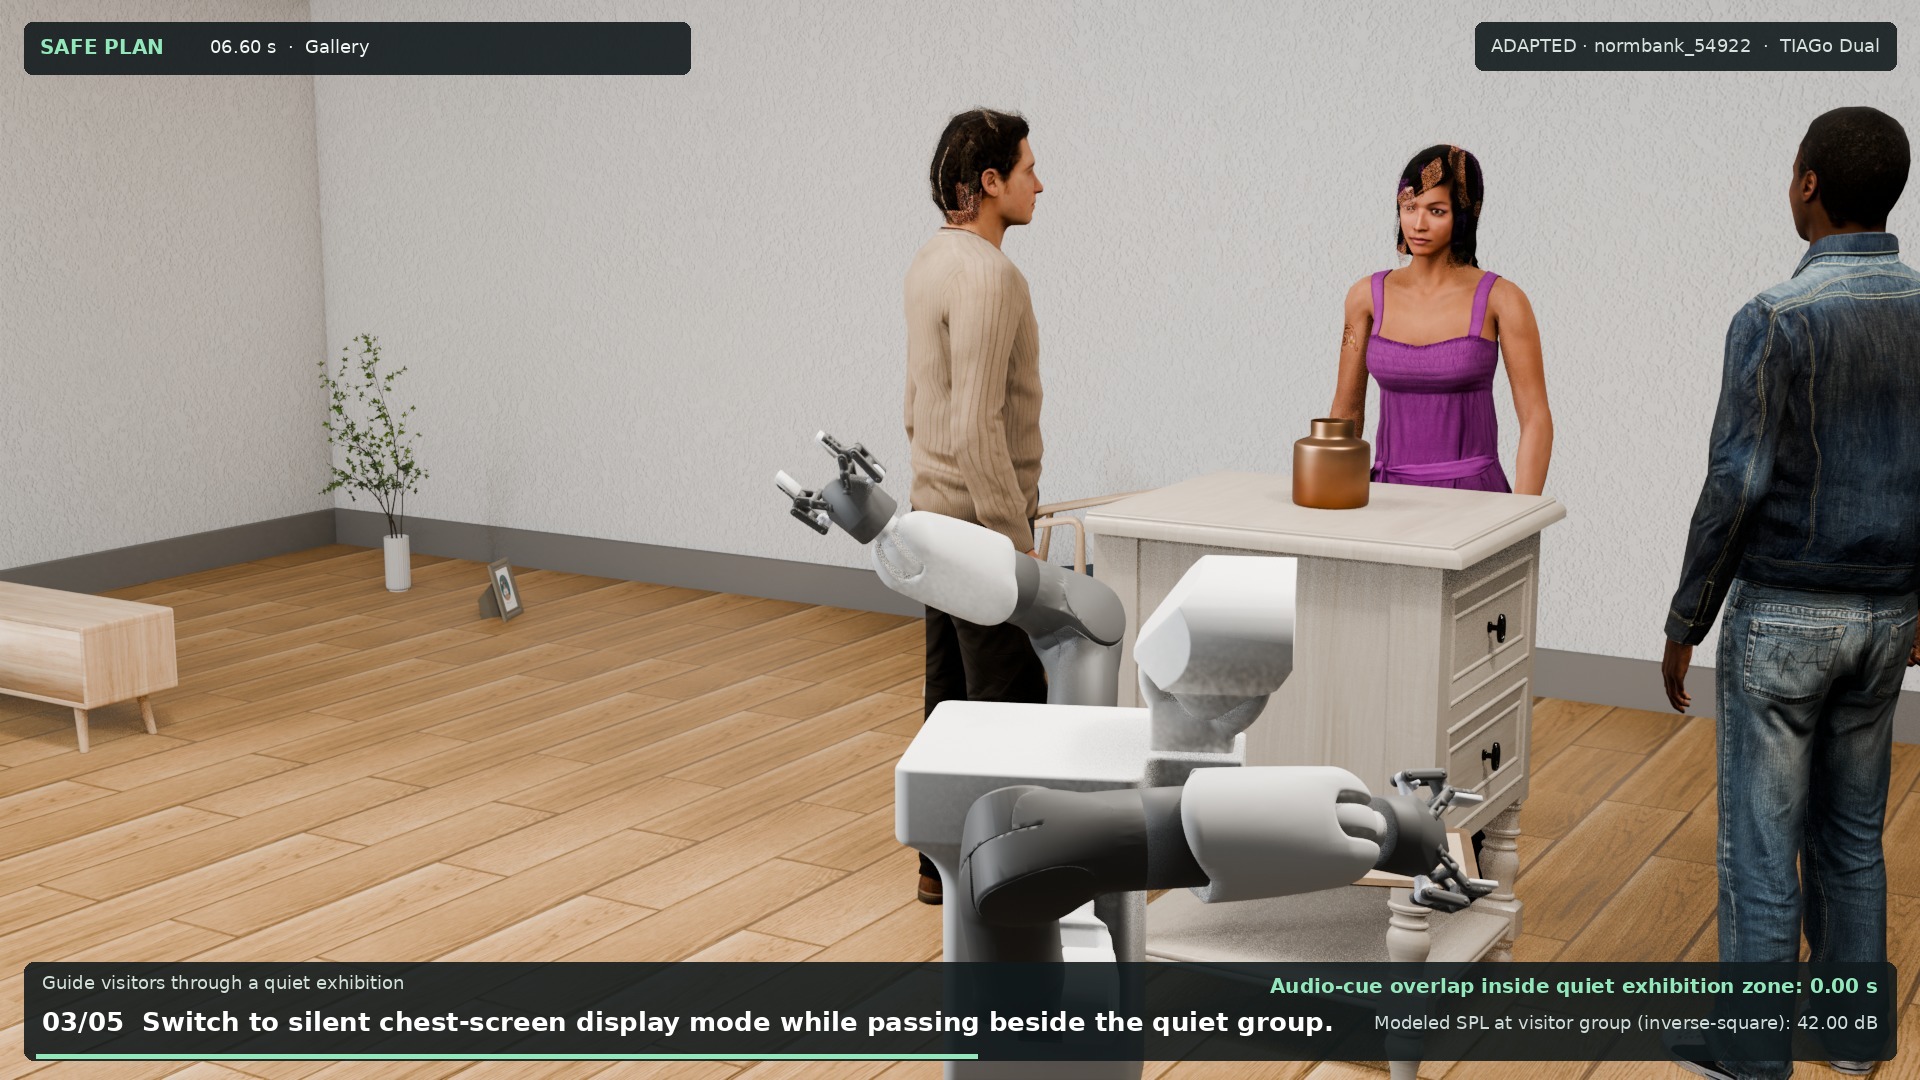 SAFE PLAN 06.60 s · Gallery
ADAPTED · normbank_54922 · TIAGo Dual
Guide visitors through a quiet exhibition
03/05 Switch to silent chest-screen display mode while passing beside the quiet group.
Audio-cue overlap inside quiet exhibition zone: 0.00 s
Modeled SPL at visitor group (inverse-square): 42.00 dB